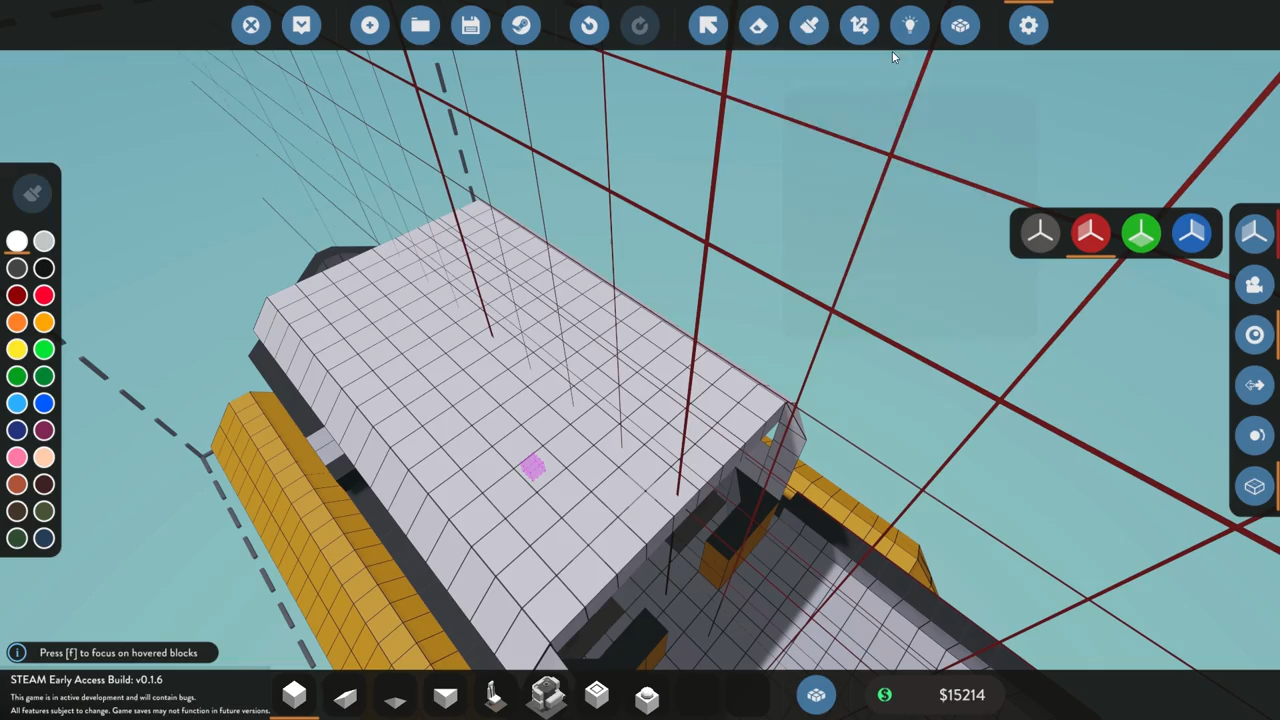 Press [f] to focus on hovered blocks
STEAM Early Access Build: v0.1.6
This game is in active development and will contain bugs.
All features subject to change. Game saves may not function in future versions.
$
$15214